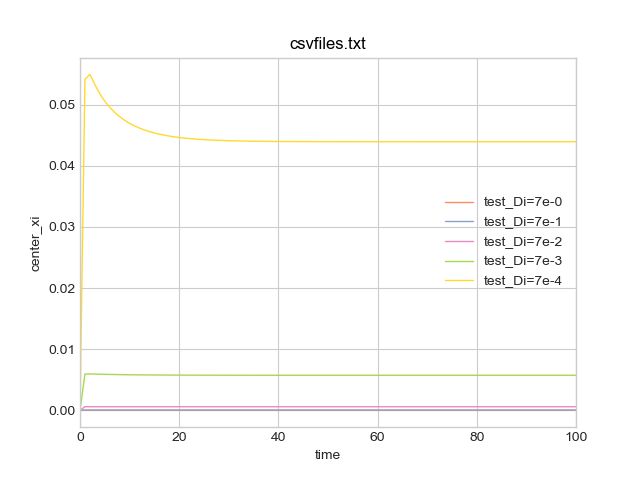 csvfiles.txt
center_xi
0.05
0.04
0.03
0.02
0.01
0.00
test_Di=7e-0
test_Di=7e-1
test_Di=7e-2
test_Di=7e-3
test_Di=7e-4
0 20 40 60 80 100
time